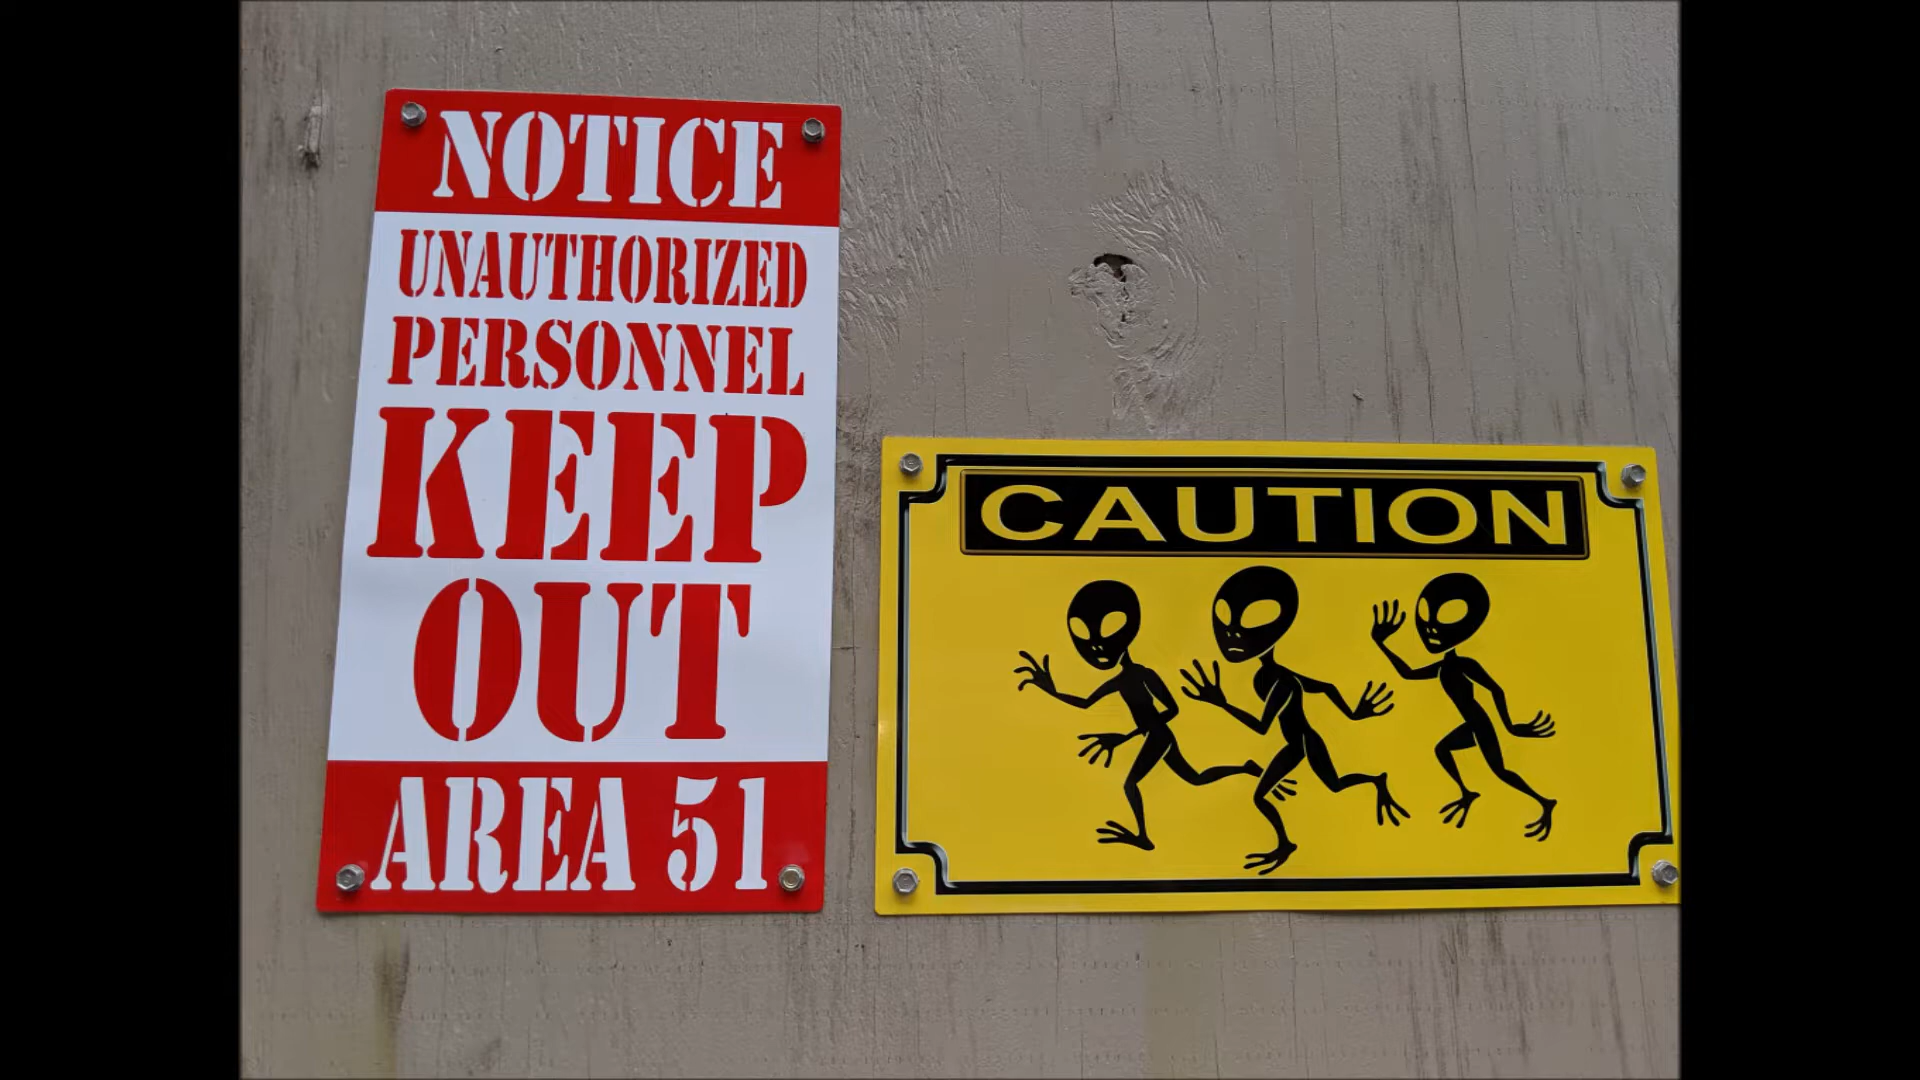 NOTICE
UNAUTHORIZED
PERSONNEL
KEEP
OUT
AREA 51
CAUTION